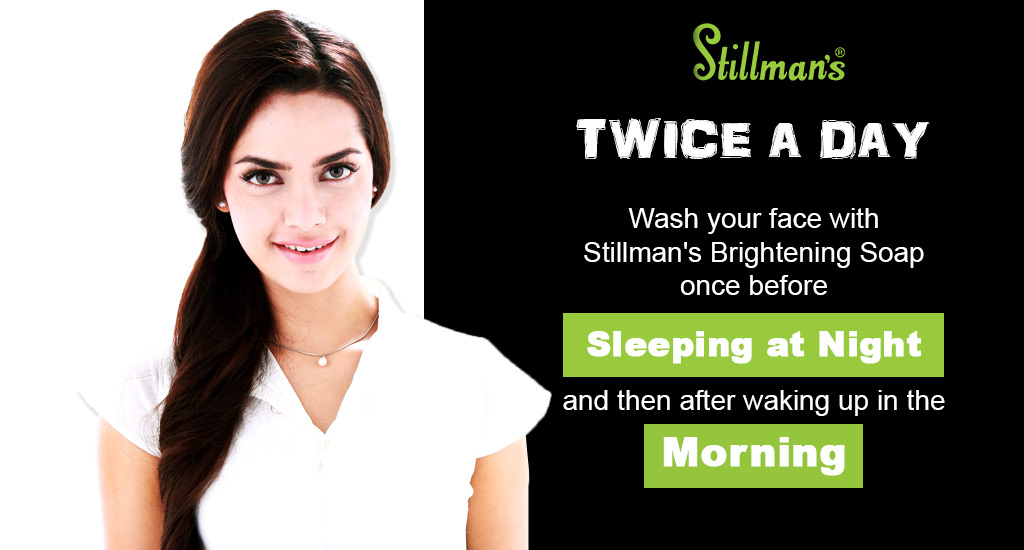 Stillman's®
TWICE A DAY
Wash your face with
Stillman's Brightening Soap
once before
Sleeping at Night
and then after waking up in the
Morning